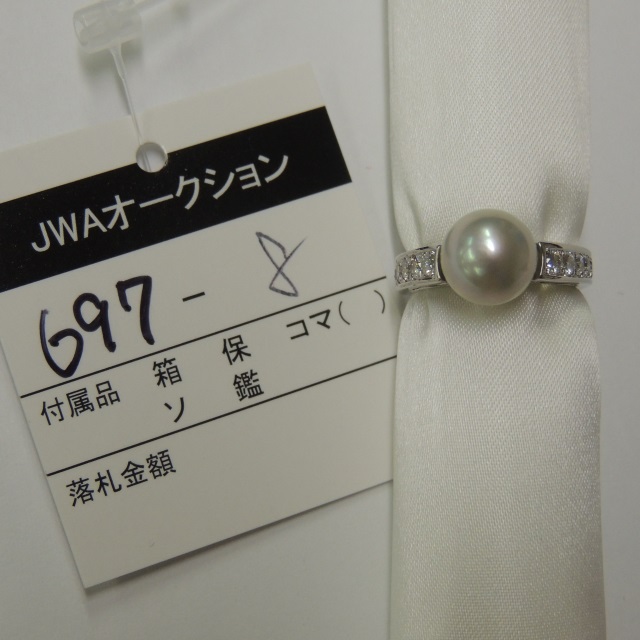 JWAオークション
697-8
付属品 箱 保 コマ( )
ソ 鑑
落札金額